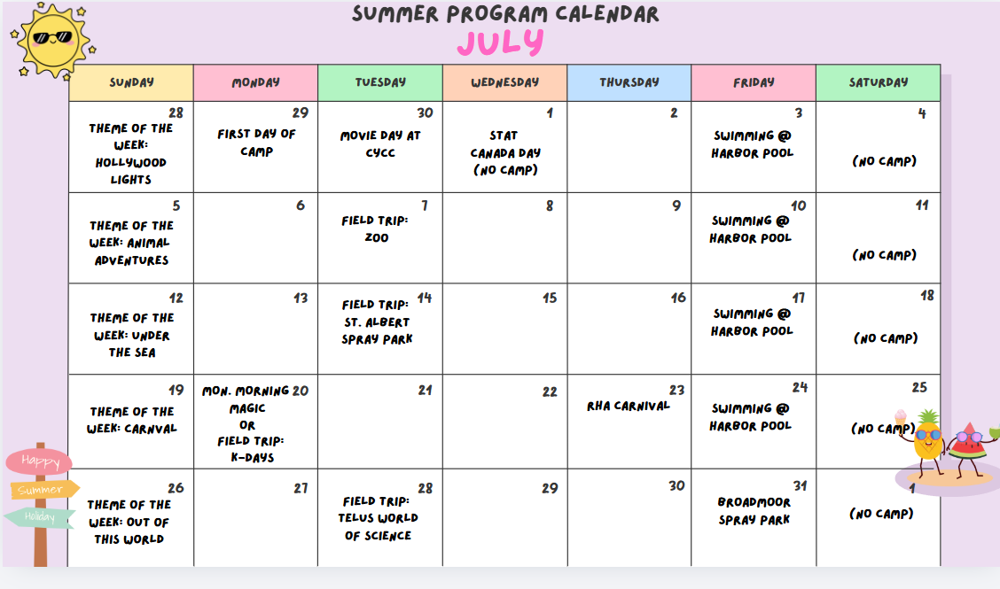 SUMMER PROGRAM CALENDAR
JULY
SUNDAY MONDAY TUESDAY WEDNESDAY THURSDAY FRIDAY SATURDAY
28
THEME OF THE
WEEK:
HOLLYWOOD
LIGHTS
29
FIRST DAY OF
CAMP
30
MOVIE DAY AT
CYCC
1
STAT
CANADA DAY
(NO CAMP)
2
3
SWIMMING @
HARBOR POOL
4
(NO CAMP)
5
THEME OF THE
WEEK: ANIMAL
ADVENTURES
6
7
FIELD TRIP:
ZOO
8
9
10
SWIMMING @
HARBOR POOL
11
(NO CAMP)
12
THEME OF THE
WEEK: UNDER
THE SEA
13
FIELD TRIP: 14
ST. ALBERT
SPRAY PARK
15
16
17
SWIMMING @
HARBOR POOL
18
(NO CAMP)
19
THEME OF THE
WEEK: CARNVAL
MON. MORNING 20
MAGIC
OR
FIELD TRIP:
K-DAYS
21
22
23
RHA CARNIVAL
24
SWIMMING @
HARBOR POOL
25
(NO CAMP)
26
THEME OF THE
WEEK: OUT OF
THIS WORLD
27
28
FIELD TRIP:
TELUS WORLD
OF SCIENCE
29
30
31
BROADMOOR
SPRAY PARK
1
(NO CAMP)
Happy
Summer
Holiday